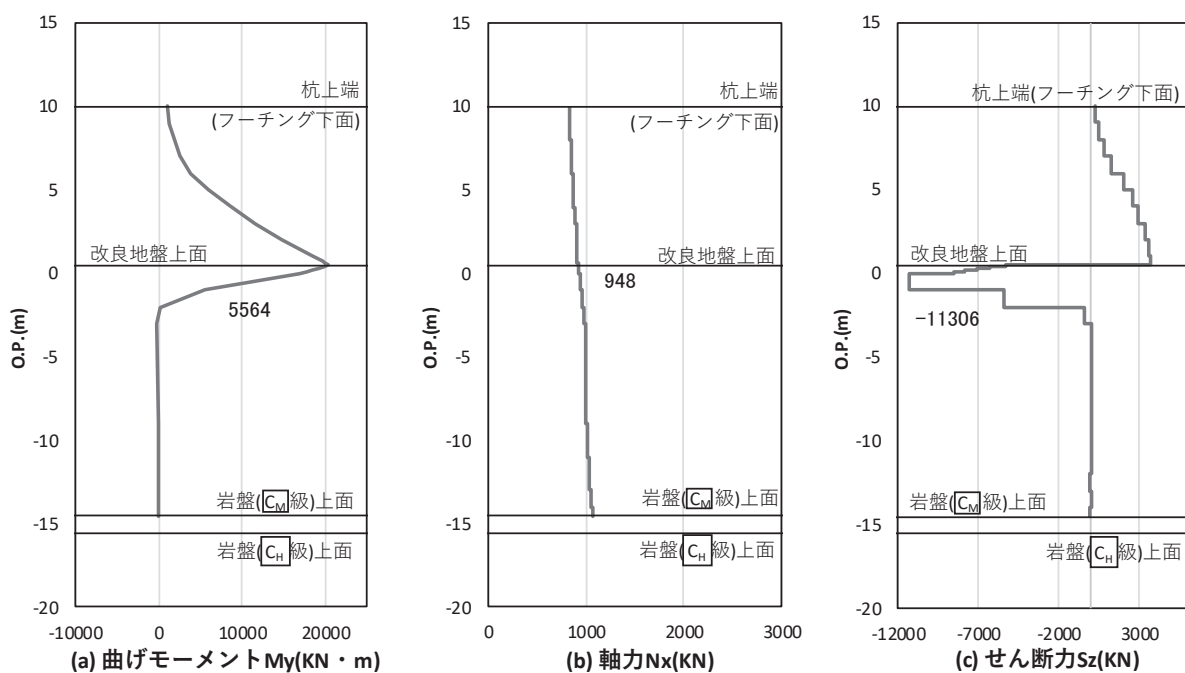 15
10
5
0
-5
-10
-15
-20
O.P.(m)
杭上端
(フーチング下面)
改良地盤上面
5564
岩盤(CM級)上面
岩盤(CH級)上面
-10000 0 10000 20000
(a) 曲げモーメントMy(KN・m)
15
10
5
0
-5
-10
-15
-20
O.P.(m)
杭上端
(フーチング下面)
改良地盤上面
948
岩盤(CM級)上面
岩盤(CH級)上面
0 1000 2000 3000
(b) 軸力Nx(KN)
15
10
5
0
-5
-10
-15
-20
O.P.(m)
杭上端(フーチング下面)
改良地盤上面
-11306
岩盤(CM級)上面
岩盤(CH級)上面
-12000 -7000 -2000 3000
(c) せん断力Sz(KN)